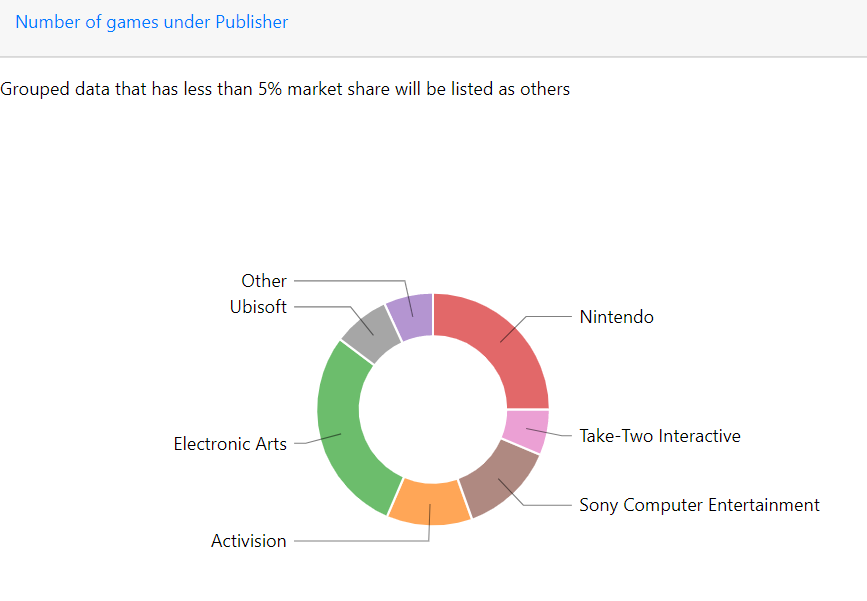 Number of games under Publisher
Grouped data that has less than 5% market share will be listed as others
Other
Ubisoft
Nintendo
Take-Two Interactive
Electronic Arts
Sony Computer Entertainment
Activision